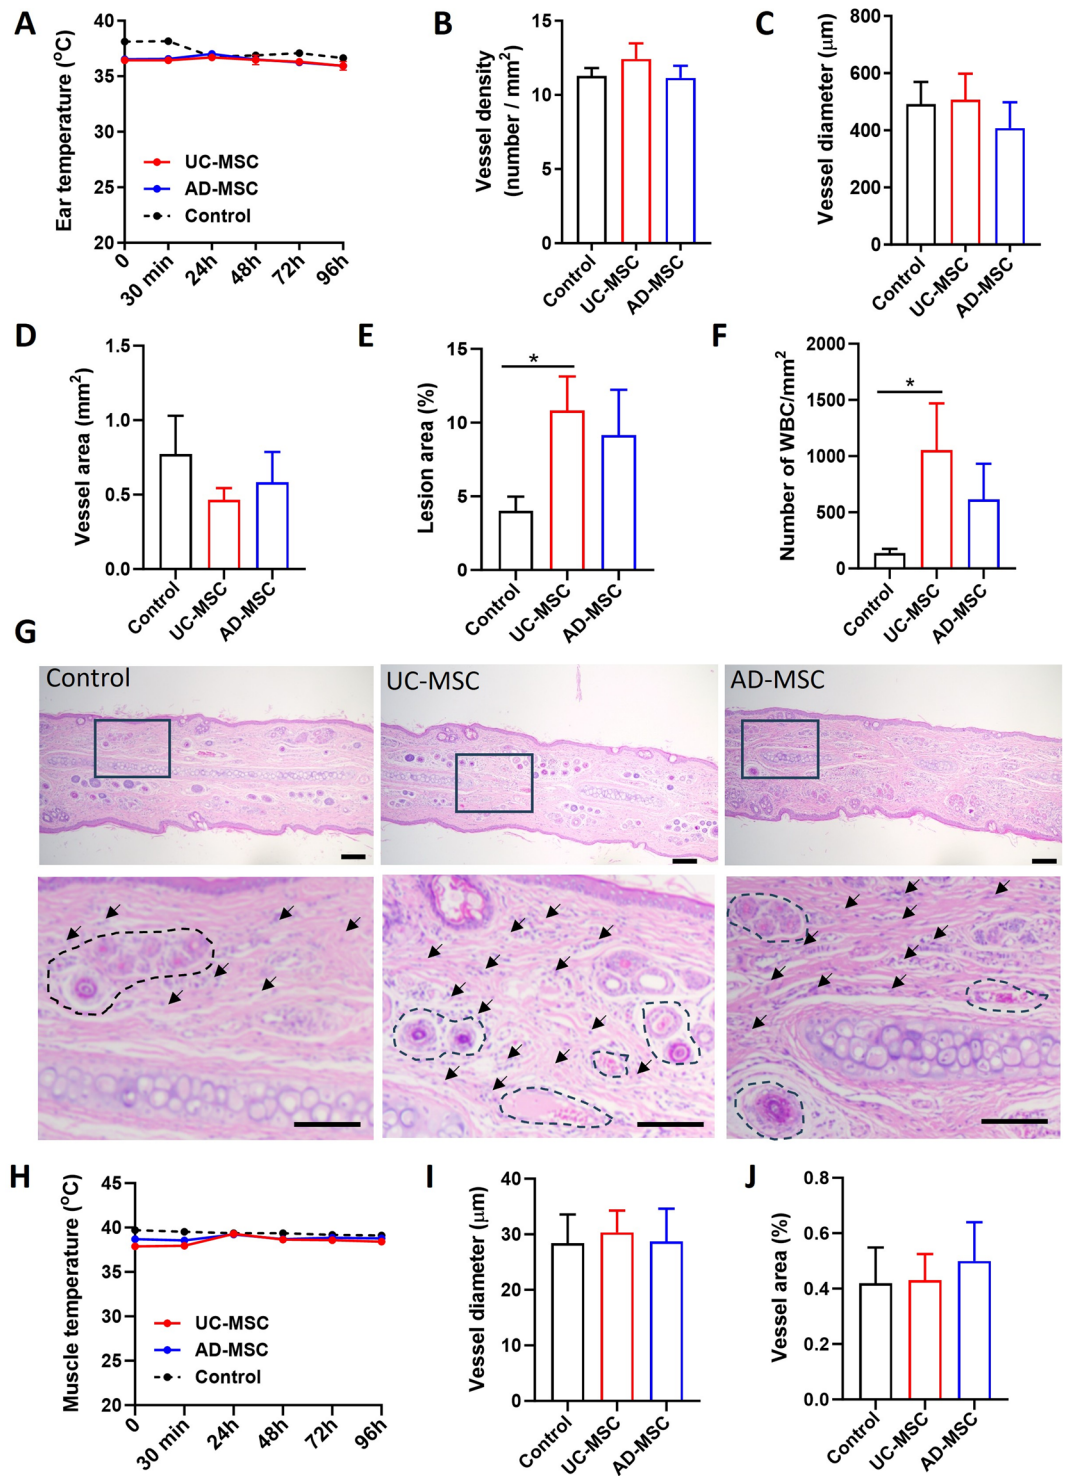 A
Ear temperature (°C)
40
35
30
25
20
UC-MSC
AD-MSC
Control
0
30 min
24h
48h
72h
96h
B
Vessel density
(number / mm²)
15
10
5
0
Control
UC-MSC
AD-MSC
C
Vessel diameter (μm)
800
600
400
200
0
Control
UC-MSC
AD-MSC
D
Vessel area (mm²)
1.5
1.0
0.5
0.0
Control
UC-MSC
AD-MSC
E
Lesion area (%)
15
10
5
0
*
Control
UC-MSC
AD-MSC
F
Number of WBC/mm²
2000
1500
1000
500
0
*
Control
UC-MSC
AD-MSC
G
Control
UC-MSC
AD-MSC
H
Muscle temperature (°C)
45
40
35
30
25
20
UC-MSC
AD-MSC
Control
0
30 min
24h
48h
72h
96h
I
Vessel diameter (μm)
40
30
20
10
0
Control
UC-MSC
AD-MSC
J
Vessel area (%)
0.8
0.6
0.4
0.2
0.0
Control
UC-MSC
AD-MSC